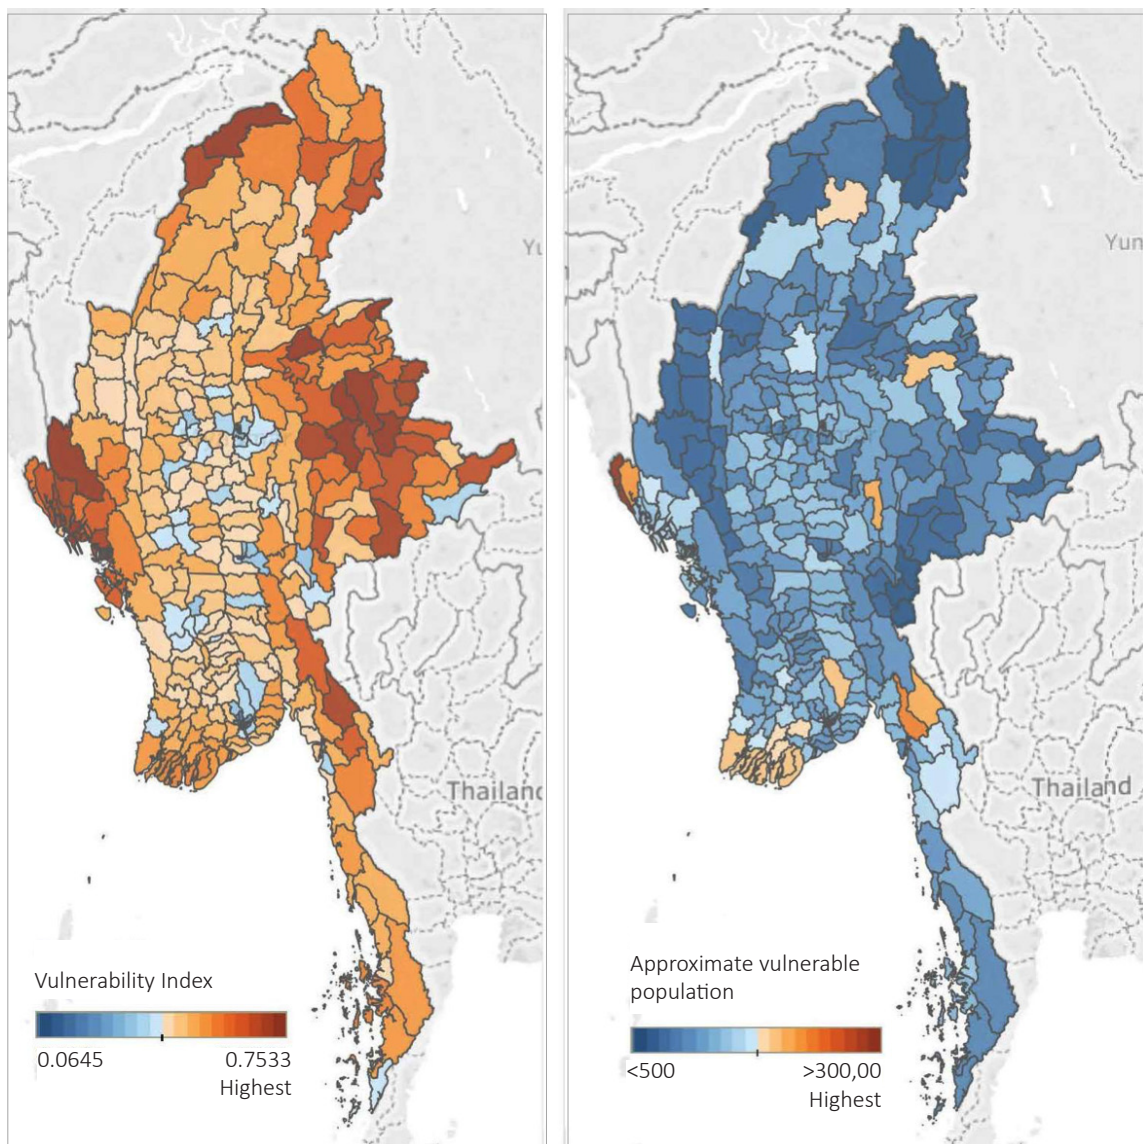 Yu
Thailand
Vulnerability Index
0.0645
0.7533
Highest
Yun
Thailand
Approximate vulnerable
population
<500
>300,00
Highest